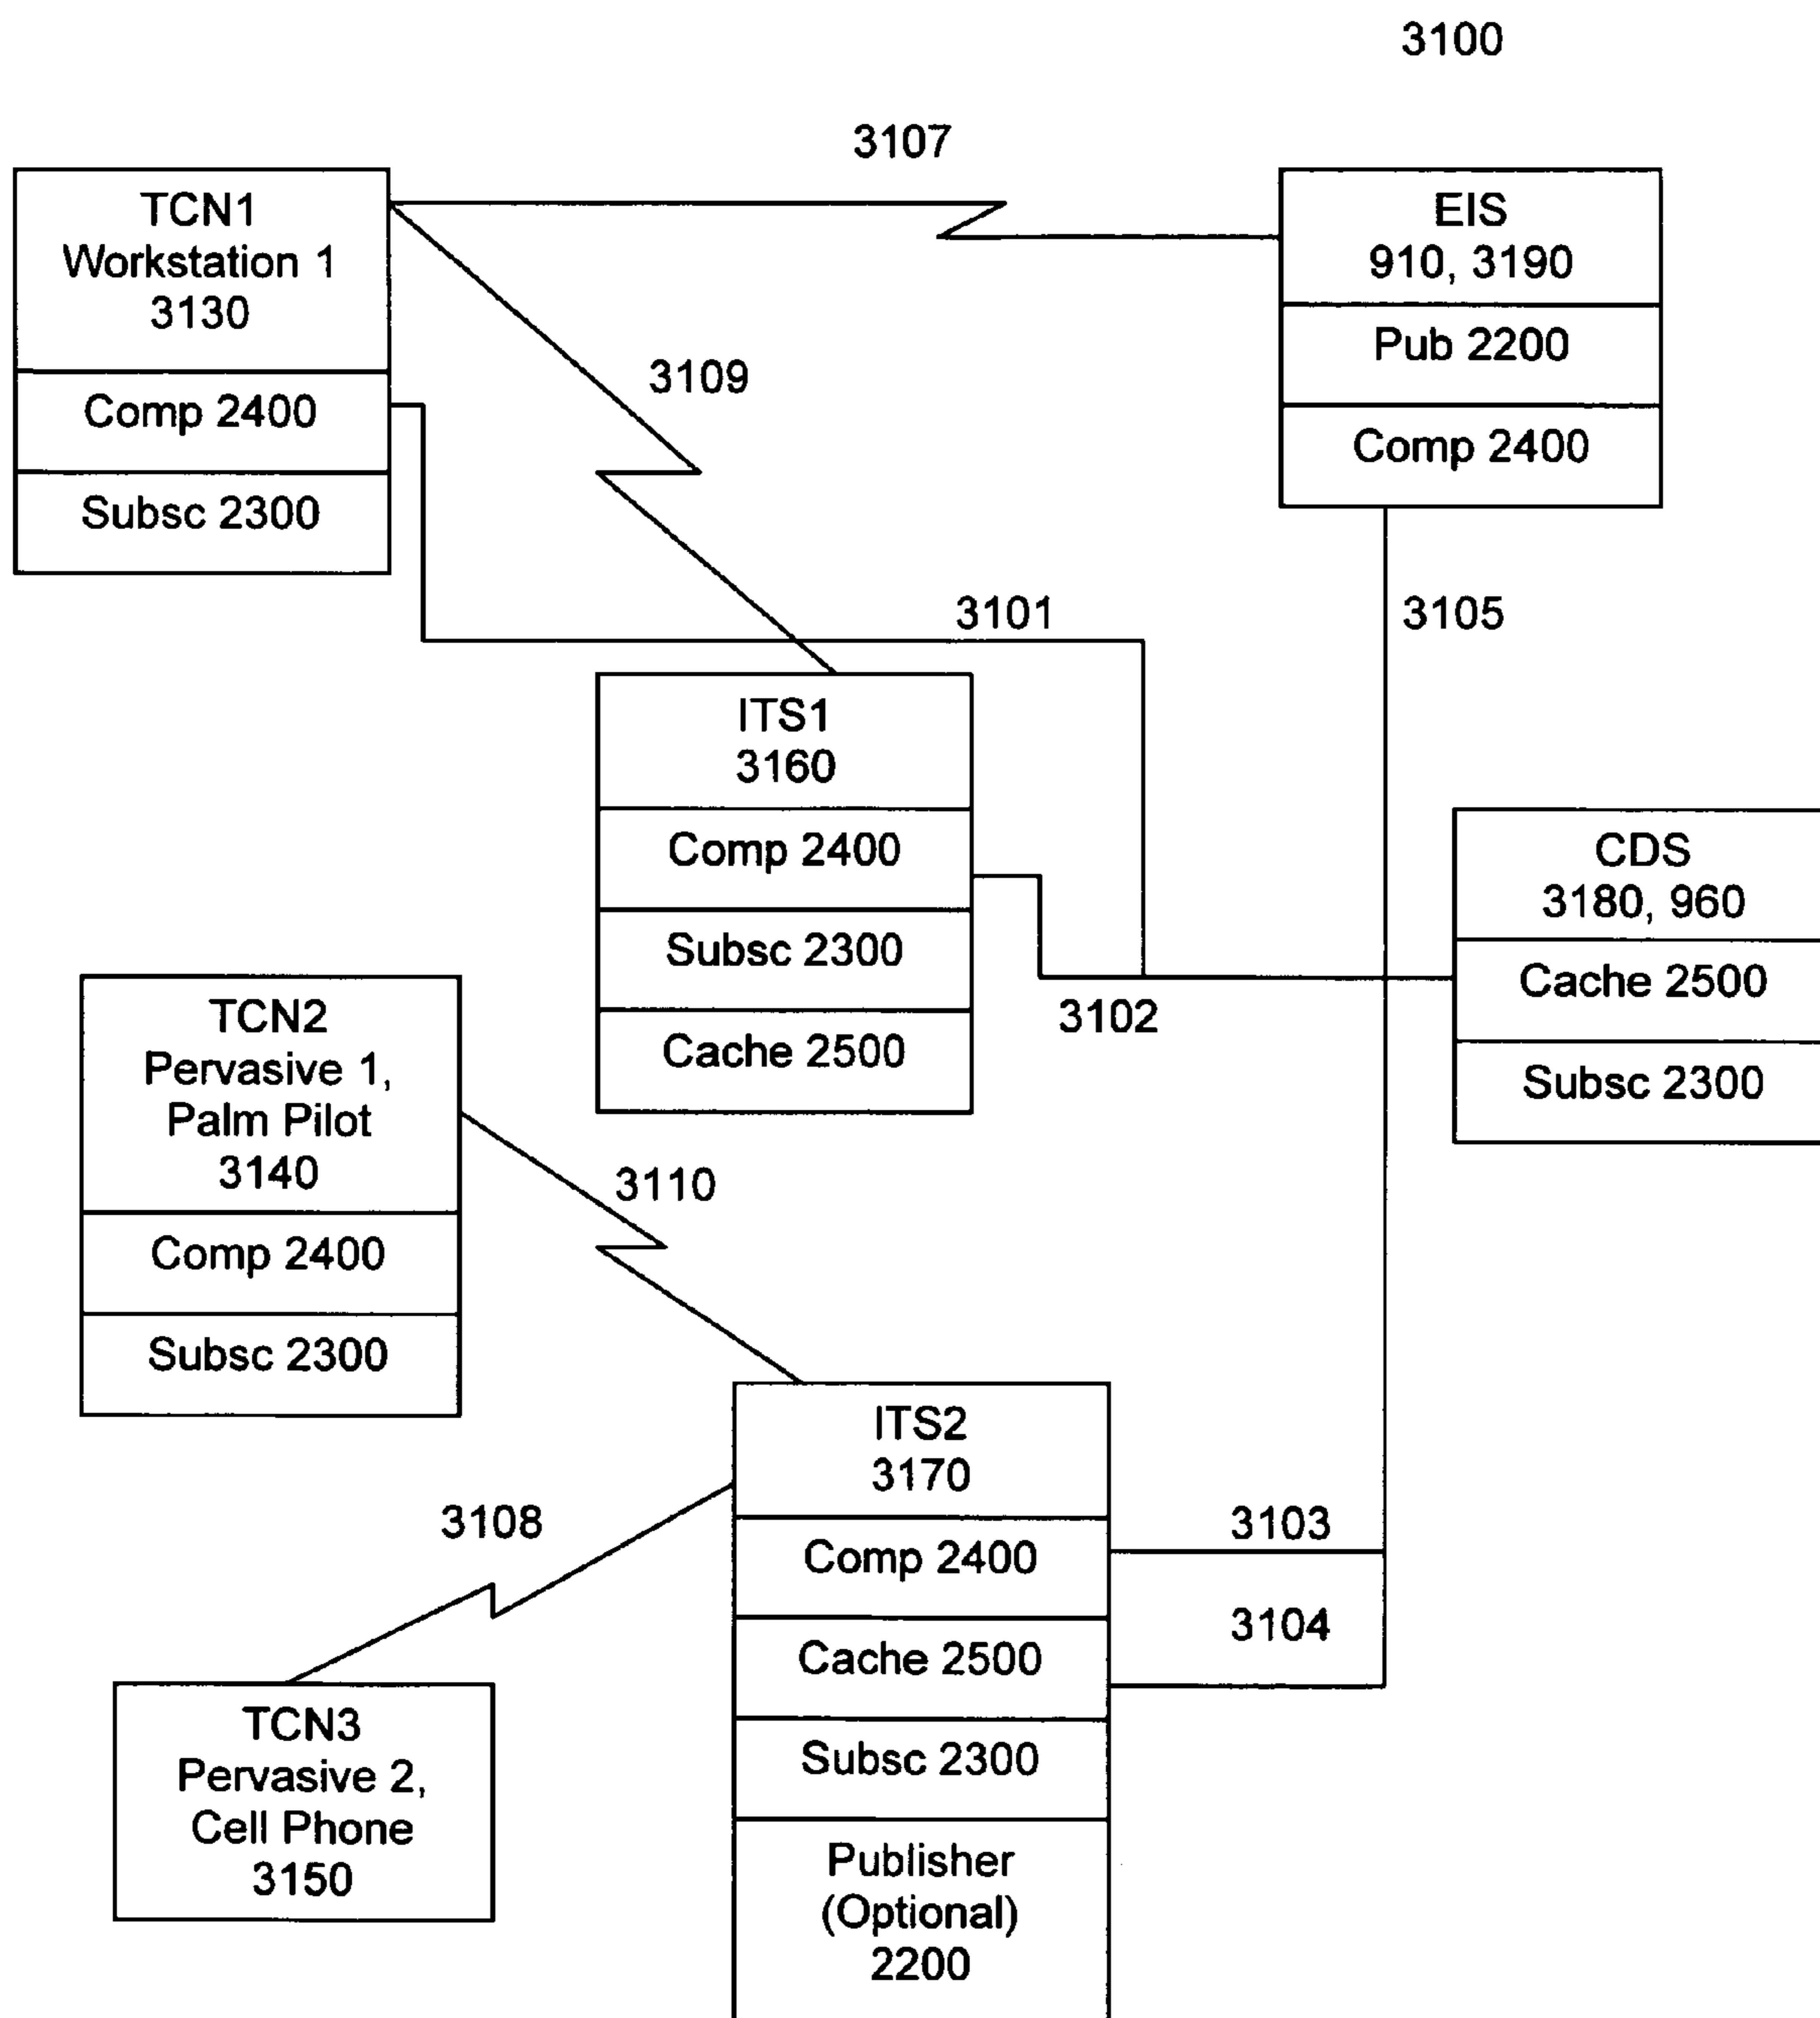 3100
3107
TCN1
Workstation 1
3130
Comp 2400
Subsc 2300
EIS
910, 3190
Pub 2200
Comp 2400
3109
3101
3105
ITS1
3160
Comp 2400
Subsc 2300
Cache 2500
3102
CDS
3180, 960
Cache 2500
Subsc 2300
TCN2
Pervasive 1,
Palm Pilot
3140
Comp 2400
Subsc 2300
3110
ITS2
3170
Comp 2400
Cache 2500
Subsc 2300
Publisher
(Optional)
2200
3103
3104
3108
TCN3
Pervasive 2,
Cell Phone
3150